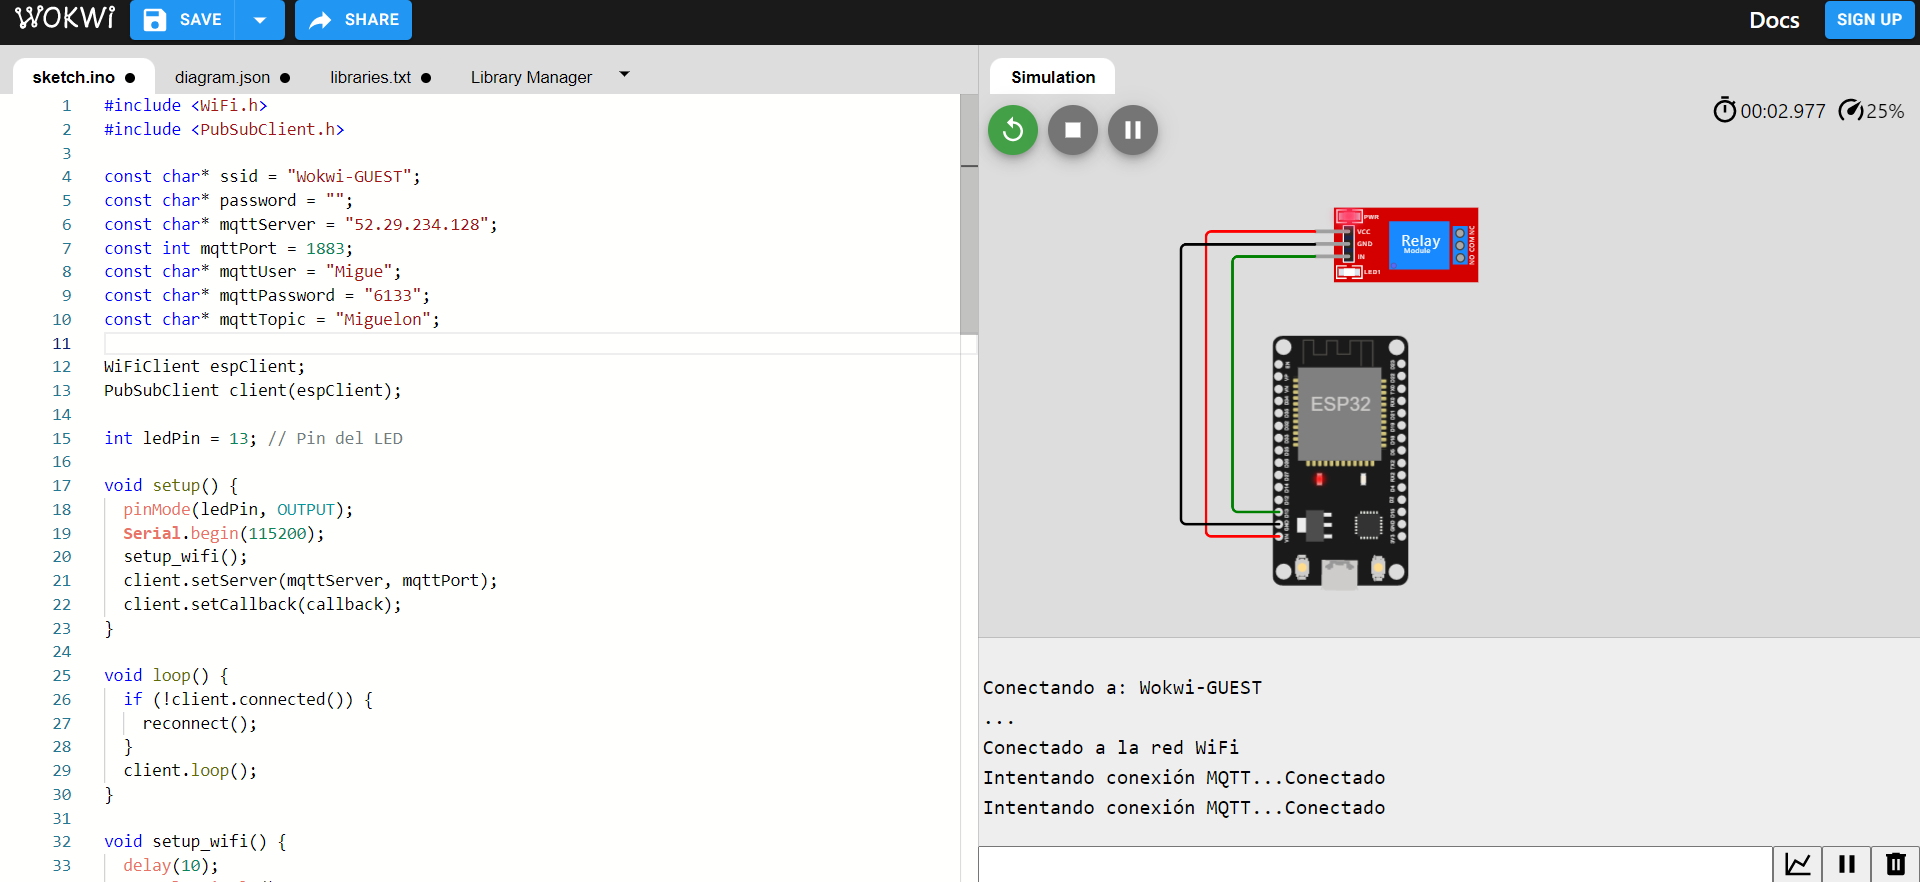 WOKWI SAVE SHARE Docs SIGN UP
sketch.ino ● diagram.json ● libraries.txt ● Library Manager
1 #include <WiFi.h>
2 #include <PubSubClient.h>
3
4 const char* ssid = "Wokwi-GUEST";
5 const char* password = "";
6 const char* mqttServer = "52.29.234.128";
7 const int mqttPort = 1883;
8 const char* mqttUser = "Migue";
9 const char* mqttPassword = "6133";
10 const char* mqttTopic = "Miguelon";
11
12 WiFiClient espClient;
13 PubSubClient client(espClient);
14
15 int ledPin = 13; // Pin del LED
16
17 void setup() {
18 pinMode(ledPin, OUTPUT);
19 Serial.begin(115200);
20 setup_wifi();
21 client.setServer(mqttServer, mqttPort);
22 client.setCallback(callback);
23 }
24
25 void loop() {
26 if (!client.connected()) {
27 reconnect();
28 }
29 client.loop();
30 }
31
32 void setup_wifi() {
33 delay(10);
Simulation
00:02.977 25%
PWR
VCC
GND
IN
LED1
Relay
Module
NO COM NC
ESP32
Conectando a: Wokwi-GUEST
...
Conectado a la red WiFi
Intentando conexión MQTT...Conectado
Intentando conexión MQTT...Conectado